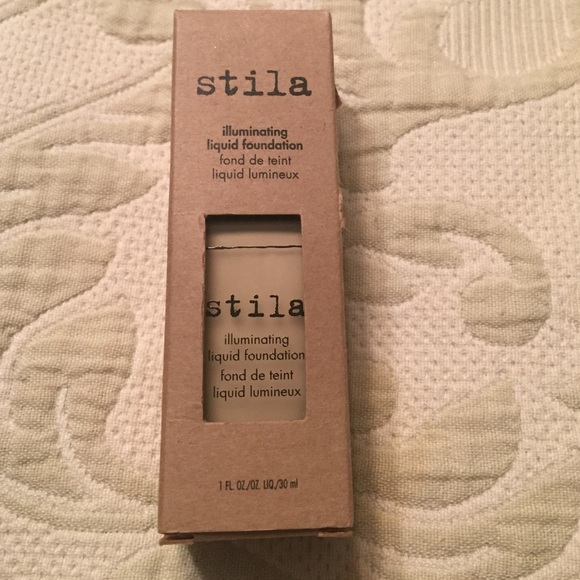 stila
illuminating
liquid foundation
fond de teint
liquid lumineux
stila
illuminating
liquid foundation
fond de teint
liquid lumineux
1 FL. OZ./OZ. LIQ./30 ml